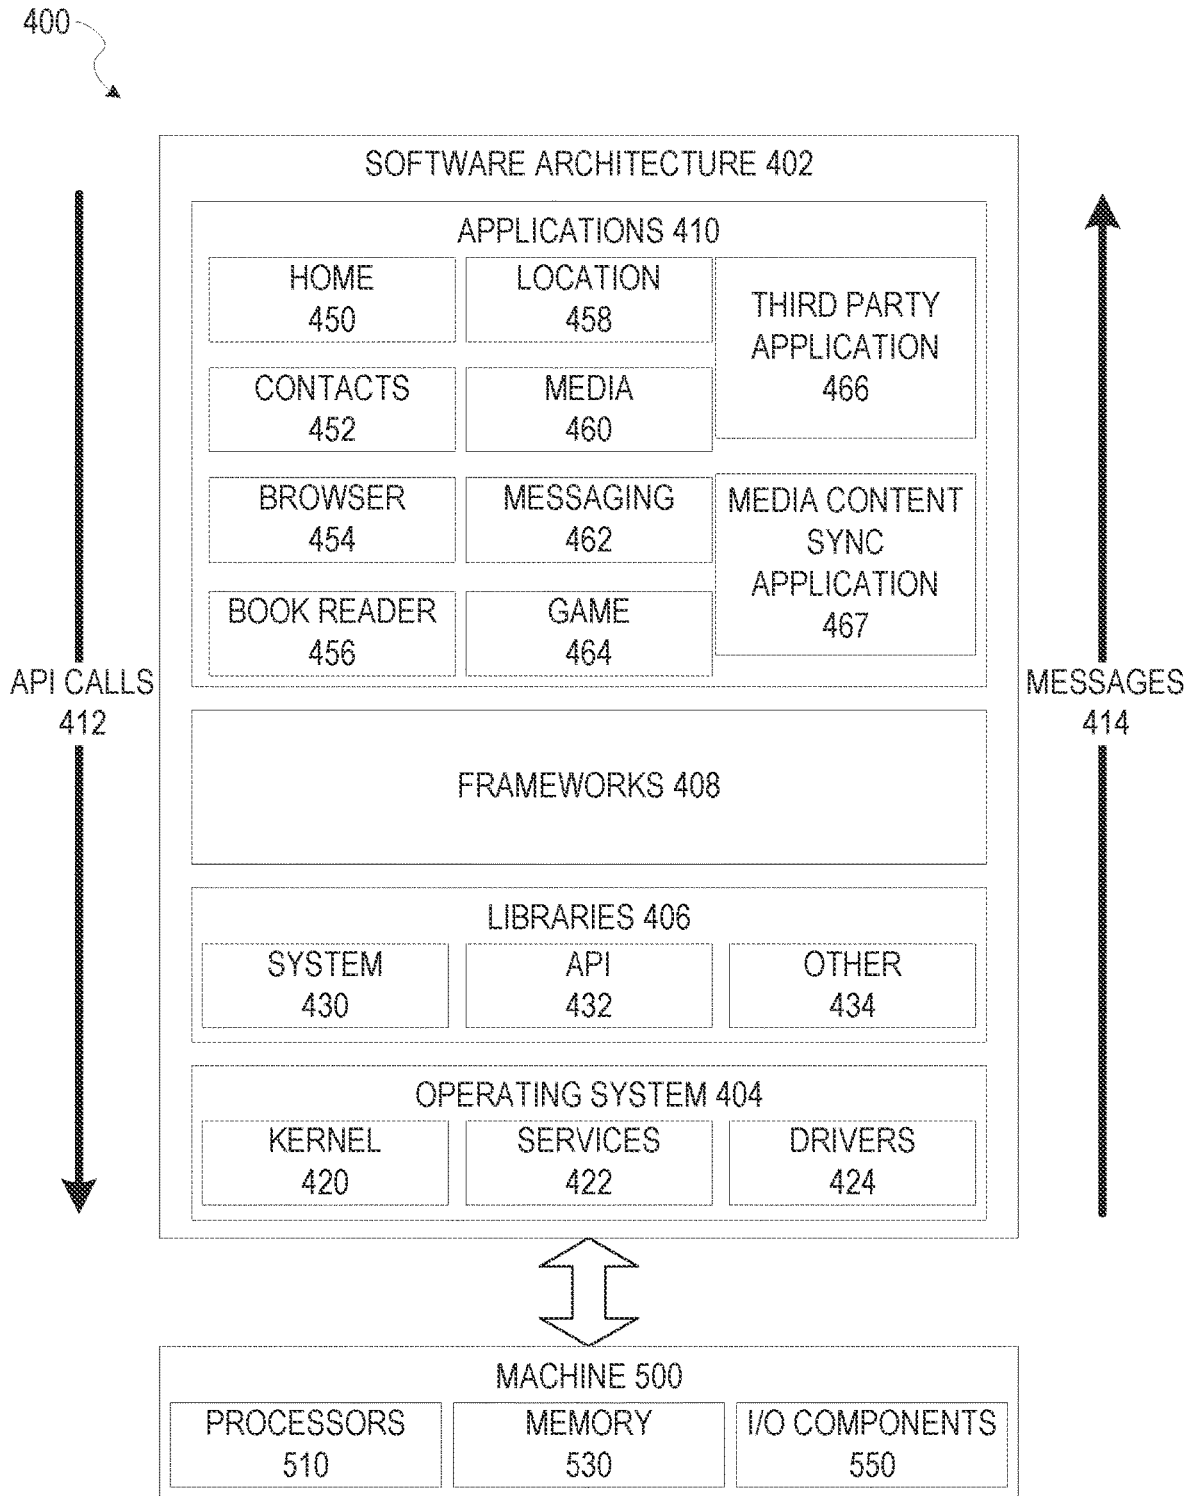 400
SOFTWARE ARCHITECTURE 402
APPLICATIONS 410
HOME
450
LOCATION
458
THIRD PARTY
APPLICATION
466
CONTACTS
452
MEDIA
460
BROWSER
454
MESSAGING
462
MEDIA CONTENT
SYNC
APPLICATION
467
BOOK READER
456
GAME
464
API CALLS
412
MESSAGES
414
FRAMEWORKS 408
LIBRARIES 406
SYSTEM
430
API
432
OTHER
434
OPERATING SYSTEM 404
KERNEL
420
SERVICES
422
DRIVERS
424
MACHINE 500
PROCESSORS
510
MEMORY
530
I/O COMPONENTS
550